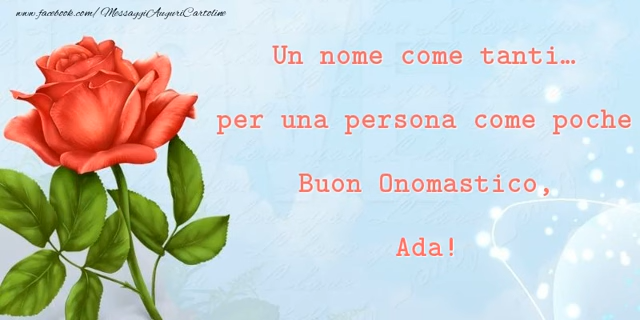 www.facebook.com/MessaggiAuguriCartoline
Un nome come tanti...
per una persona come poche
Buon Onomastico,
Ada!